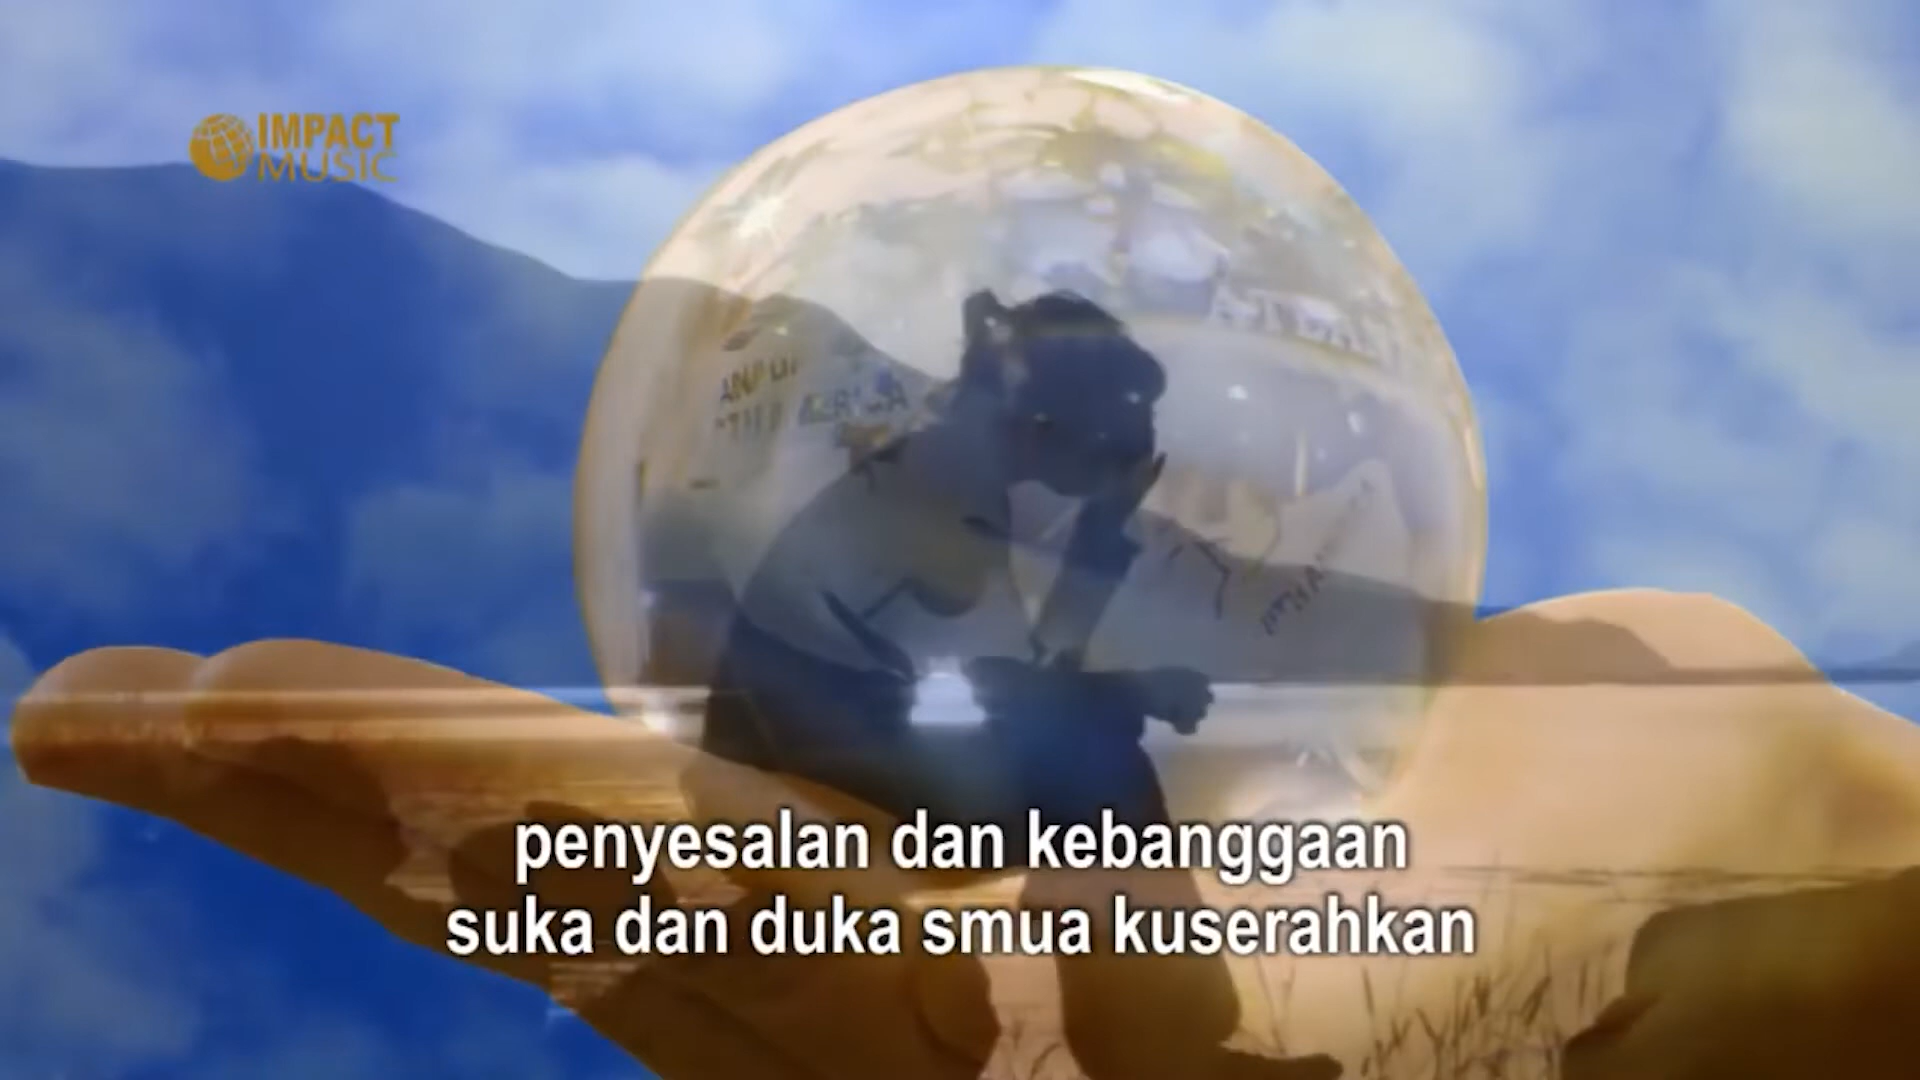 IMPACT
MUSIC
penyesalan dan kebanggaan
suka dan duka smua kuserahkan